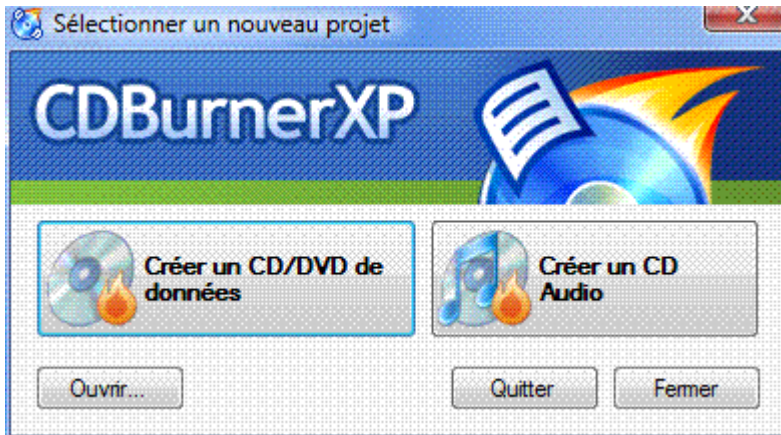 Sélectionner un nouveau projet
CDBurnerXP
Créer un CD/DVD de
données
Créer un CD
Audio
Ouvrir...
Quitter
Fermer